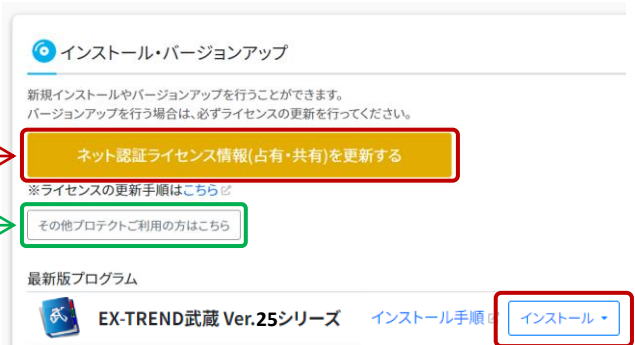 インストール・バージョンアップ
新規インストールやバージョンアップを行うことができます。
バージョンアップを行う場合は、必ずライセンスの更新を行ってください。
ネット認証ライセンス情報(占有・共有)を更新する
※ライセンスの更新手順はこちら
その他プロテクトご利用の方はこちら
最新版プログラム
EX-TREND武蔵 Ver.25シリーズ インストール手順 インストール